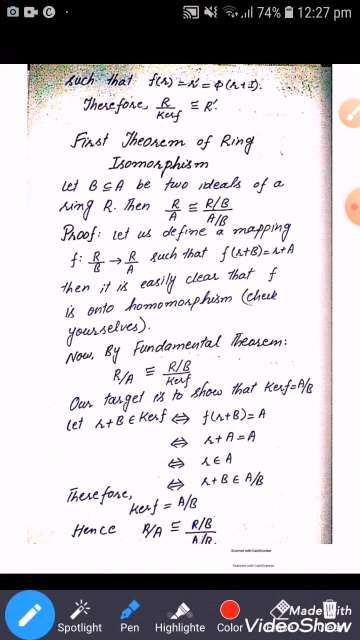 74% 12:27 pm
such that f(r) = r' = φ(r+I).
Therefore, R/Kerf ≅ R'.
First Theorem of Ring
Isomorphism
Let B ⊆ A be two ideals of a
ring R. Then R/A ≅ (R/B)/(A/B)
Proof: Let us define a mapping
f: R/B → R/A such that f(r+B) = r+A
then it is easily clear that f
is onto homomorphism (check
yourselves).
Now, By Fundamental Theorem:
R/A ≅ (R/B)/Kerf
Our target is to show that Kerf = A/B
Let r+B ∈ Kerf ⇔ f(r+B) = A
⇔ r+A = A
⇔ r ∈ A
⇔ r+B ∈ A/B
Therefore,
Kerf = A/B
Hence R/A ≅ (R/B)/(A/B).
Scanned with CamScanner
Scanned with CamScanner
Spotlight Pen Highlighte Color
Made with
VideoShow